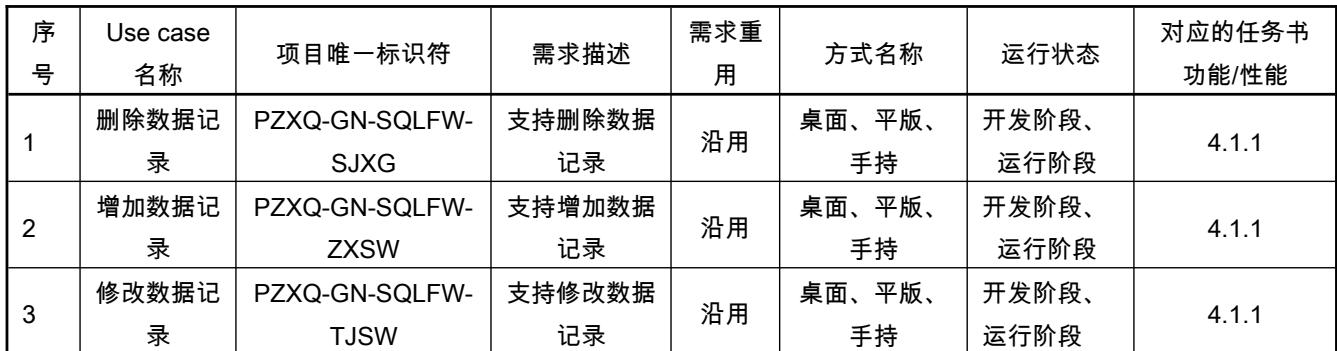 序号 Use case名称 项目唯一标识符 需求描述 需求重用 方式名称 运行状态 对应的任务书功能/性能
1 删除数据记录 PZXQ-GN-SQLFW-SJXG 支持删除数据记录 沿用 桌面、平版、手持 开发阶段、运行阶段 4.1.1
2 增加数据记录 PZXQ-GN-SQLFW-ZXSW 支持增加数据记录 沿用 桌面、平版、手持 开发阶段、运行阶段 4.1.1
3 修改数据记录 PZXQ-GN-SQLFW-TJSW 支持修改数据记录 沿用 桌面、平版、手持 开发阶段、运行阶段 4.1.1